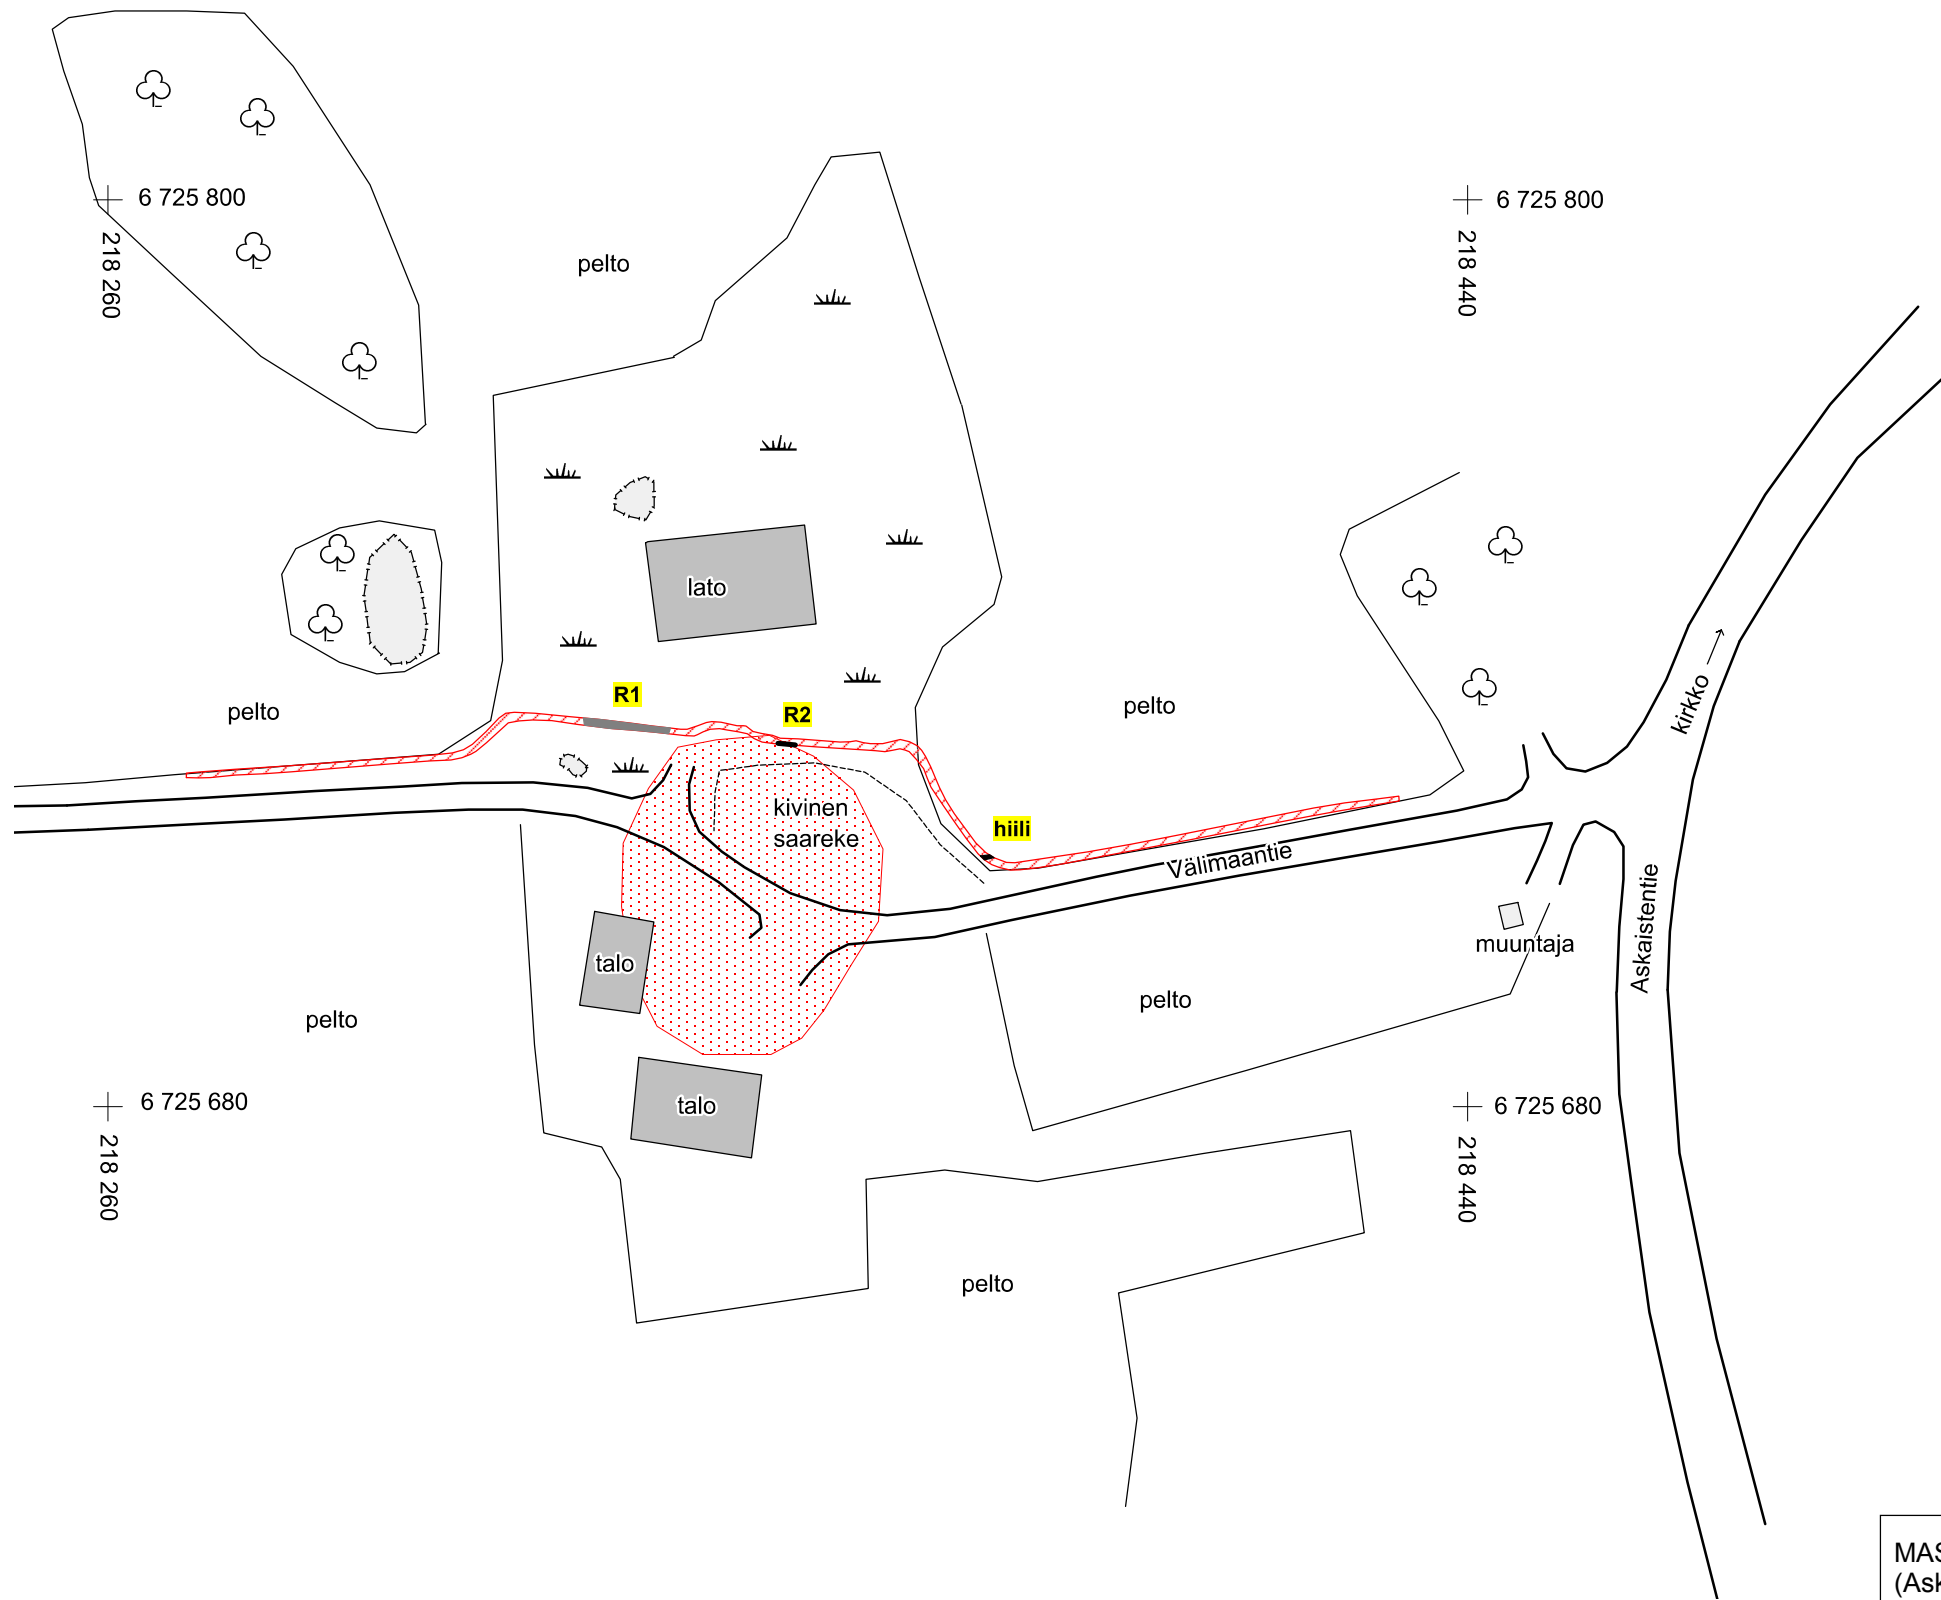 6 725 800
6 725 800
218 260
218 440
pelto
lato
R1
R2
pelto
pelto
kirkko
kivinen
saareke
hiili
Välimaantie
Askaistentie
muuntaja
talo
pelto
pelto
6 725 680
talo
6 725 680
218 260
218 440
pelto
MAS
(Ask